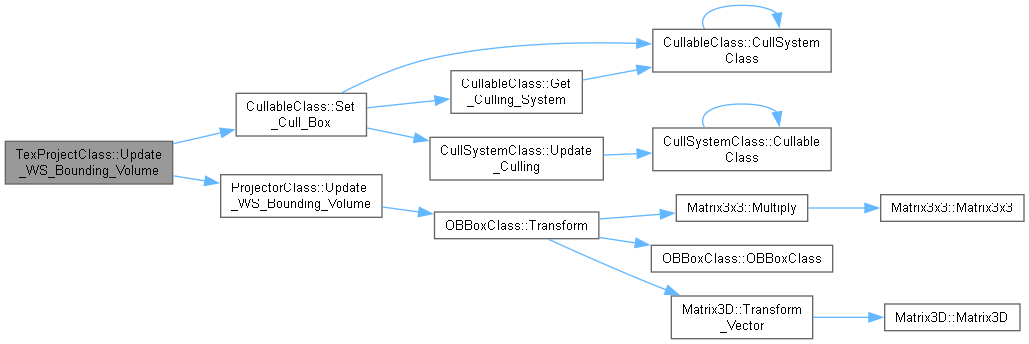 TexProjectClass::Update
_WS_Bounding_Volume
CullableClass::Set
_Cull_Box
CullableClass::Get
_Culling_System
CullableClass::CullSystem
Class
CullSystemClass::Update
_Culling
CullSystemClass::Cullable
Class
ProjectorClass::Update
_WS_Bounding_Volume
OBBoxClass::Transform
Matrix3x3::Multiply
Matrix3x3::Matrix3x3
OBBoxClass::OBBoxClass
Matrix3D::Transform
_Vector
Matrix3D::Matrix3D